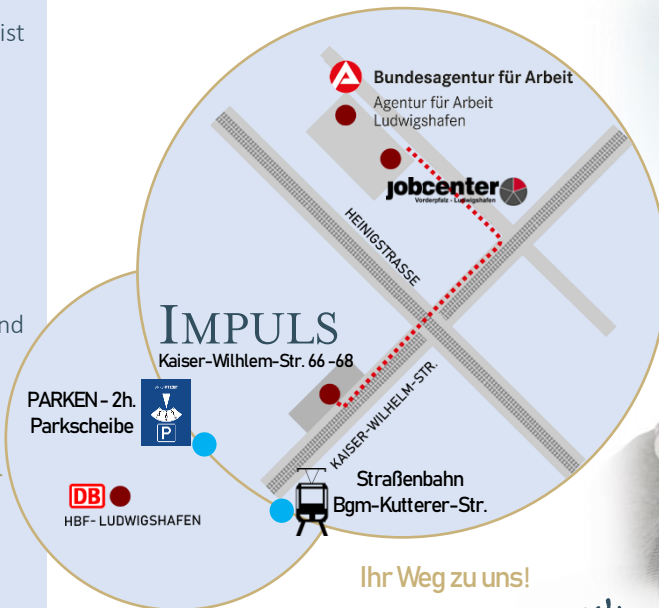 ist
Bundesagentur für Arbeit
Agentur für Arbeit
Ludwigshafen
jobcenter
Vorderpfalz - Ludwigshafen
HEINIGSTRASSE
IMPULS
Kaiser-Wilhlem-Str. 66 -68
nd
KAISER-WILHELM-STR.
PARKEN - 2h.
Parkscheibe
P
Straßenbahn
Bgm-Kutterer-Str.
DB
HBF- LUDWIGSHAFEN
Ihr Weg zu uns!